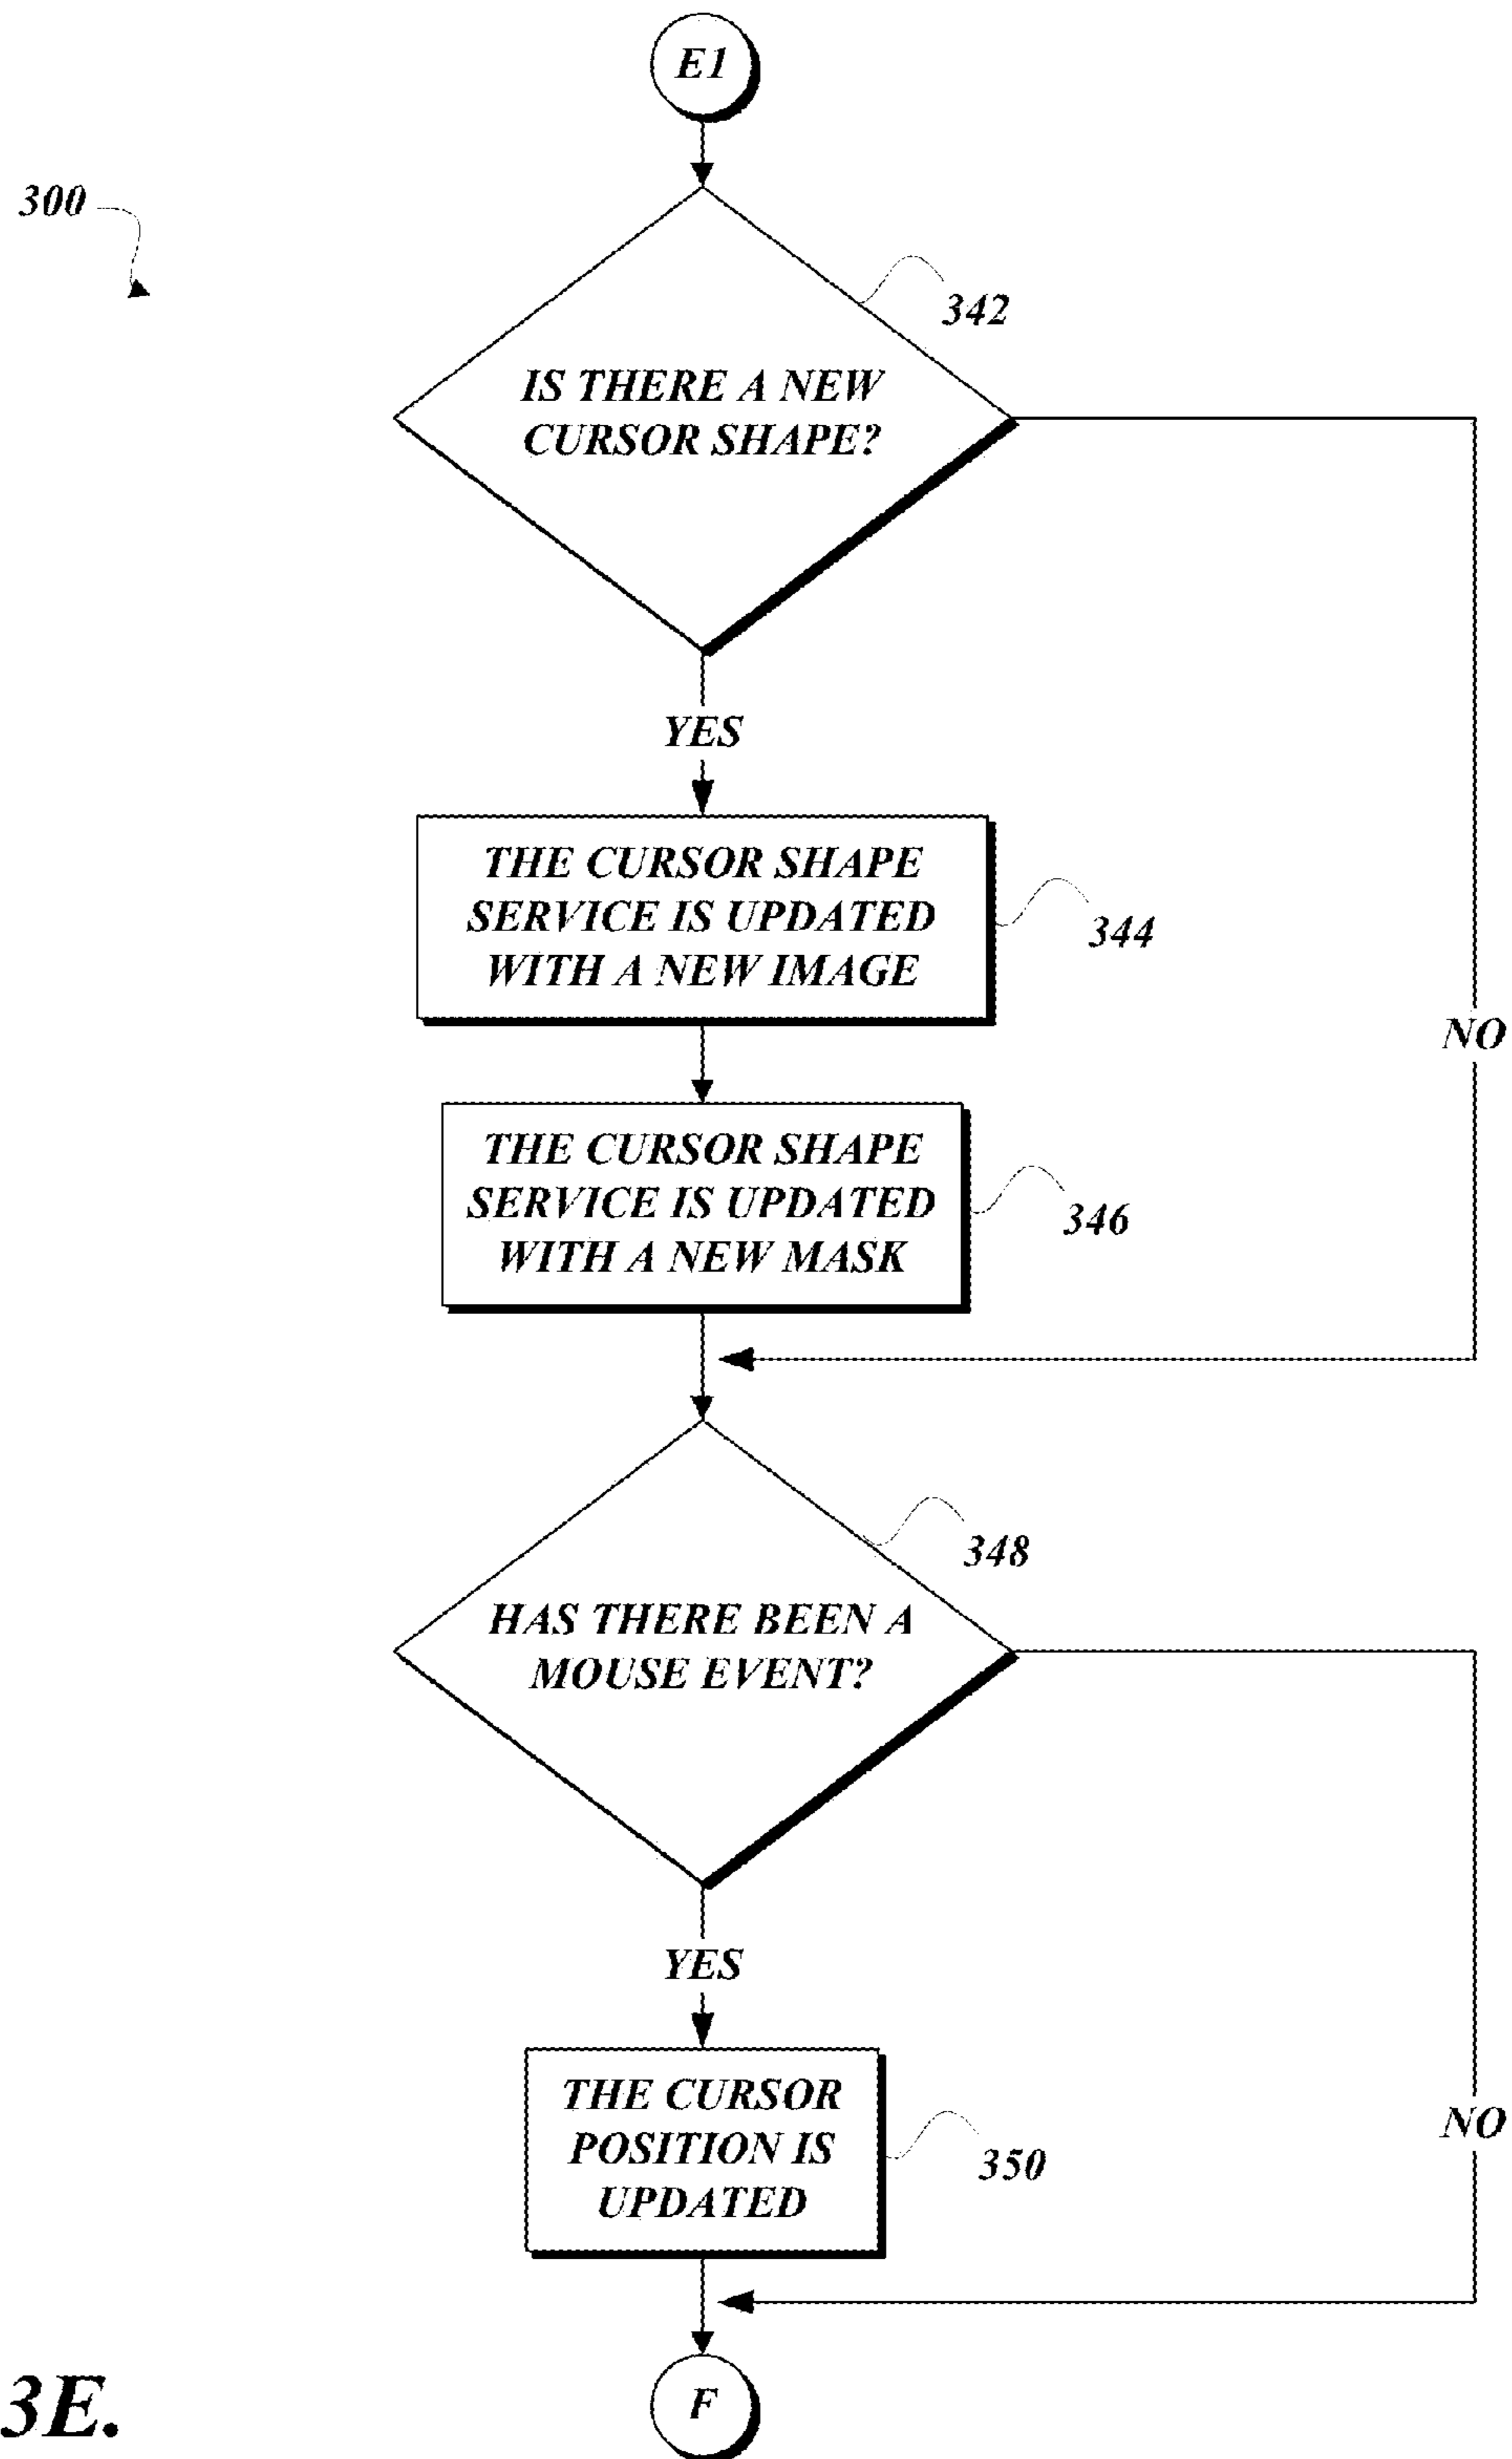 E1
300
342
IS THERE A NEW
CURSOR SHAPE?
YES
THE CURSOR SHAPE
SERVICE IS UPDATED
WITH A NEW IMAGE
344
NO
THE CURSOR SHAPE
SERVICE IS UPDATED
WITH A NEW MASK
346
348
HAS THERE BEEN A
MOUSE EVENT?
YES
THE CURSOR
POSITION IS
UPDATED
350
NO
F
3E.